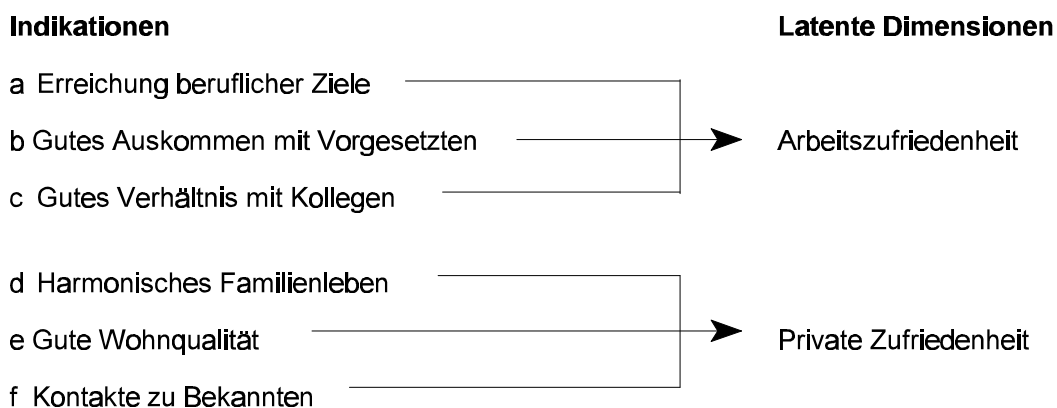 Indikationen
Latente Dimensionen
a Erreichung beruflicher Ziele
b Gutes Auskommen mit Vorgesetzten
Arbeitszufriedenheit
c Gutes Verhältnis mit Kollegen
d Harmonisches Familienleben
e Gute Wohnqualität
Private Zufriedenheit
f Kontakte zu Bekannten